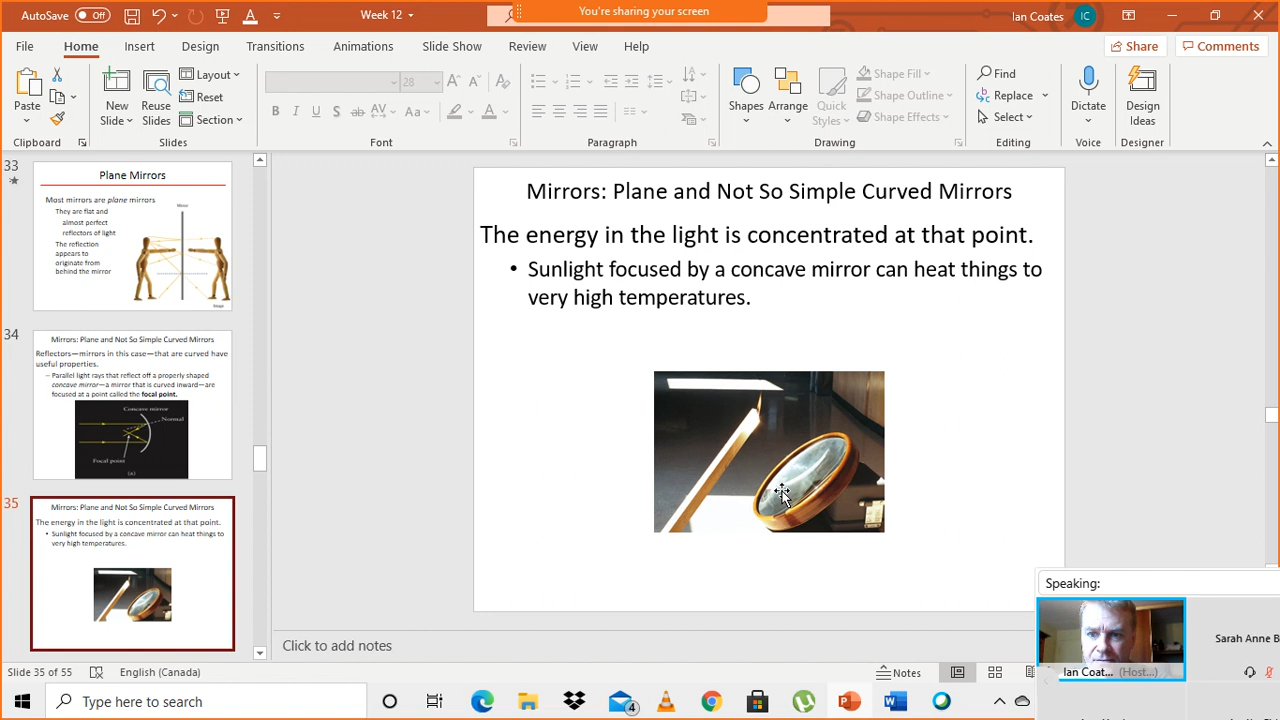 AutoSave Off Week 12 You're sharing your screen Ian Coates IC
File Home Insert Design Transitions Animations Slide Show Review View Help Share Comments
Paste New Slide Reuse Slides Layout Reset Section 28 Shapes Arrange Quick Styles Shape Fill Shape Outline Shape Effects Find Replace Select Dictate Design Ideas
Clipboard Slides Font Paragraph Drawing Editing Voice Designer
33
Plane Mirrors
Most mirrors are plane mirrors
They are flat and
almost perfect
reflectors of light
The reflection
appears to
originate from
behind the mirror
Mirror
34
Mirrors: Plane and Not So Simple Curved Mirrors
Reflectors—mirrors in this case—that are curved have
useful properties.
– Parallel light rays that reflect off a properly shaped
concave mirror—a mirror that is curved inward—are
focused at a point called the focal point.
Concave mirror
Normal
Focal point
(a)
35
Mirrors: Plane and Not So Simple Curved Mirrors
The energy in the light is concentrated at that point.
• Sunlight focused by a concave mirror can heat things to
very high temperatures.
Mirrors: Plane and Not So Simple Curved Mirrors
The energy in the light is concentrated at that point.
• Sunlight focused by a concave mirror can heat things to
very high temperatures.
Click to add notes
Speaking:
Ian Coat... (Host...)
Sarah Anne B
Slide 35 of 55 English (Canada) Notes
Type here to search 4